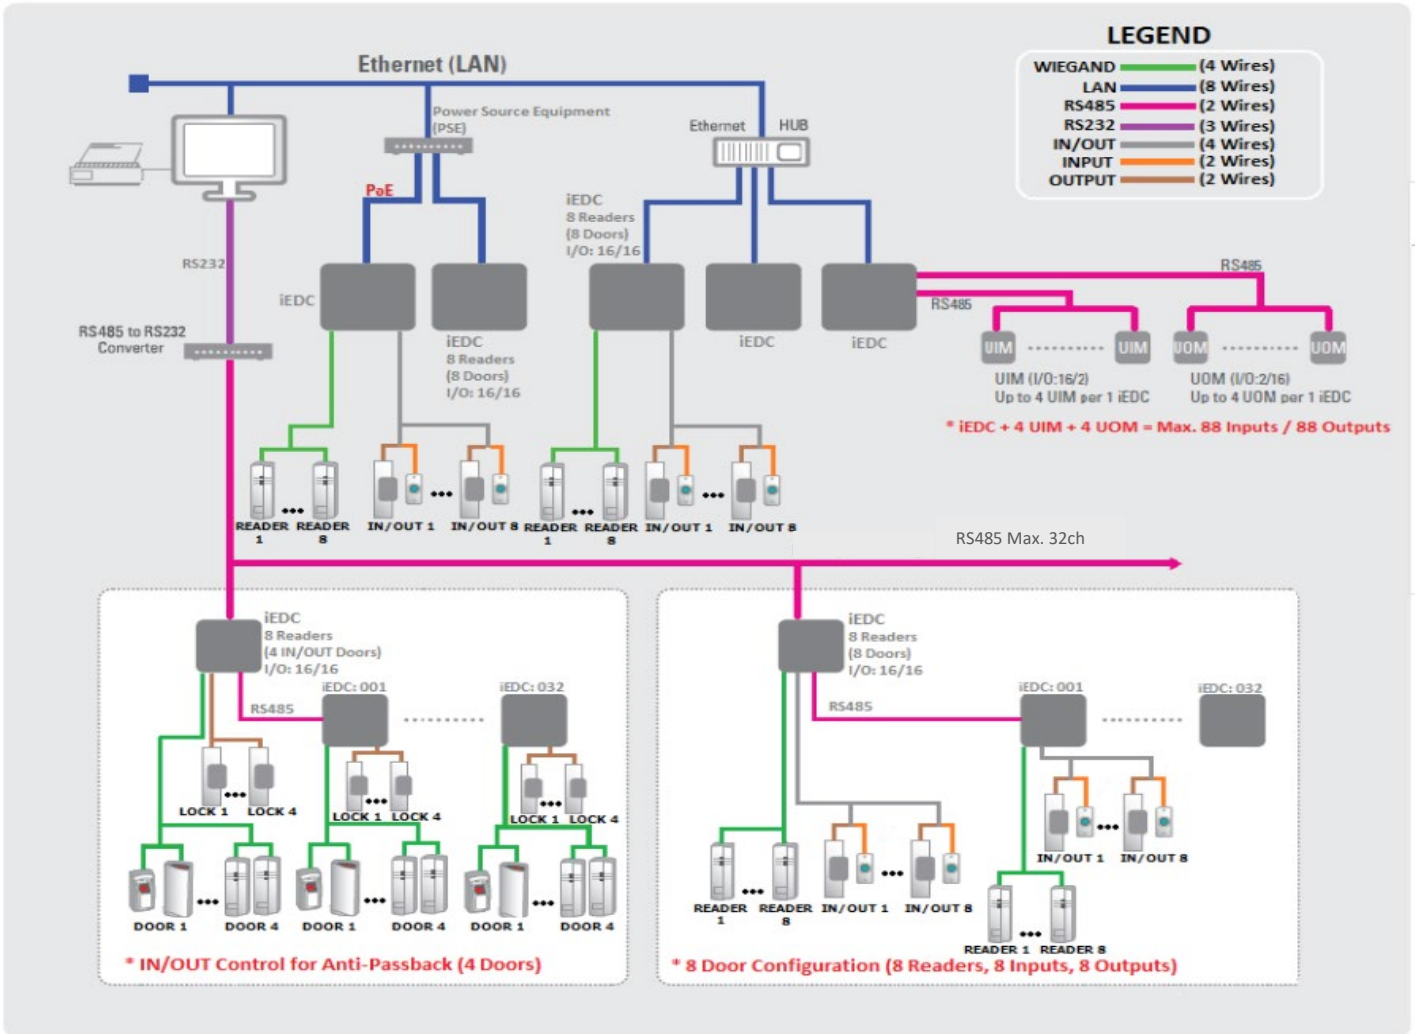 LEGEND
WIEGAND (4 Wires)
LAN (8 Wires)
RS485 (2 Wires)
RS232 (3 Wires)
IN/OUT (4 Wires)
INPUT (2 Wires)
OUTPUT (2 Wires)
Ethernet (LAN)
Power Source Equipment
(PSE)
Ethernet HUB
PoE
iEDC
8 Readers
(8 Doors)
I/O: 16/16
RS232
iEDC
iEDC
8 Readers
(8 Doors)
I/O: 16/16
iEDC
iEDC
RS485
RS485
RS485 to RS232
Converter
UIM
UIM
UOM
UOM
UIM (I/O:16/2)
Up to 4 UIM per 1 iEDC
UOM (I/O:2/16)
Up to 4 UOM per 1 iEDC
* iEDC + 4 UIM + 4 UOM = Max. 88 Inputs / 88 Outputs
READER
1
READER
8
IN/OUT 1
IN/OUT 8
READER
1
READER
8
IN/OUT 1
IN/OUT 8
RS485 Max. 32ch
iEDC
8 Readers
(4 IN/OUT Doors)
I/O: 16/16
iEDC: 001
iEDC: 032
RS485
LOCK 1
LOCK 4
LOCK 1
LOCK 4
LOCK 1
LOCK 4
DOOR 1
DOOR 4
DOOR 1
DOOR 4
DOOR 1
DOOR 4
* IN/OUT Control for Anti-Passback (4 Doors)
iEDC
8 Readers
(8 Doors)
I/O: 16/16
iEDC: 001
iEDC: 032
RS485
IN/OUT 1
IN/OUT 8
READER
1
READER
8
IN/OUT 1
IN/OUT 8
READER 1
READER 8
* 8 Door Configuration (8 Readers, 8 Inputs, 8 Outputs)